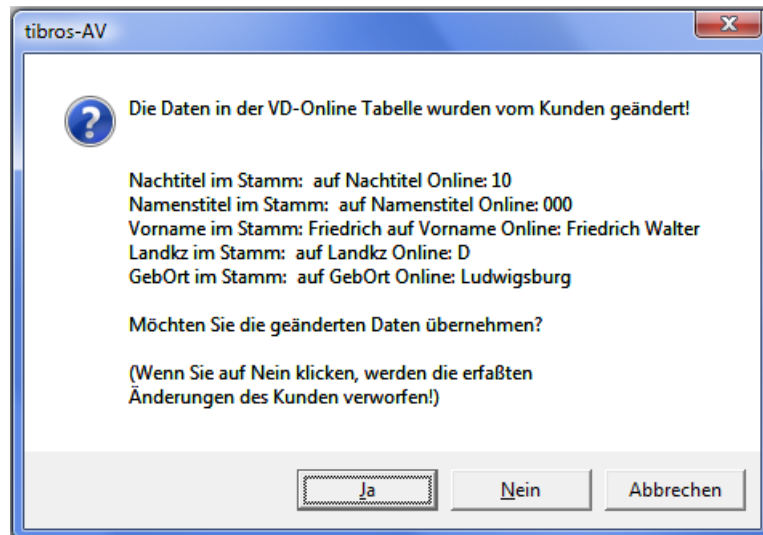 tibros-AV
Die Daten in der VD-Online Tabelle wurden vom Kunden geändert!
Nachtitel im Stamm:  auf Nachtitel Online: 10
Namenstitel im Stamm:  auf Namenstitel Online: 000
Vorname im Stamm: Friedrich auf Vorname Online: Friedrich Walter
Landkz im Stamm:  auf Landkz Online: D
GebOrt im Stamm:  auf GebOrt Online: Ludwigsburg
Möchten Sie die geänderten Daten übernehmen?
(Wenn Sie auf Nein klicken, werden die erfaßten
Änderungen des Kunden verworfen!)
Ja Nein Abbrechen